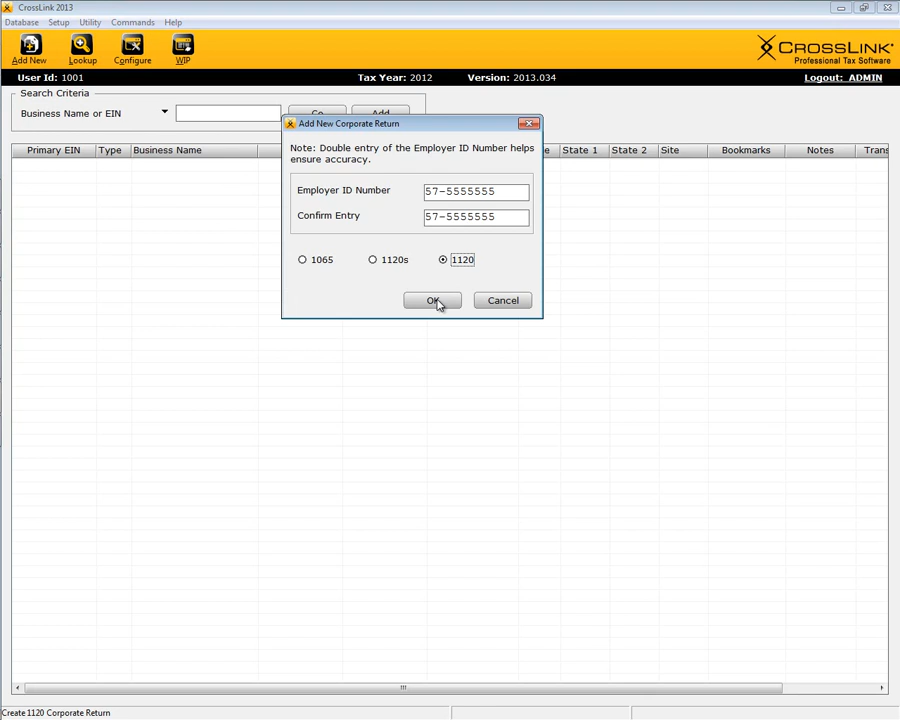 CrossLink 2013
Database Setup Utility Commands Help
Add New Lookup Configure WIP
CROSSLINK
Professional Tax Software
User Id: 1001 Tax Year: 2012 Version: 2013.034 Logout: ADMIN
Search Criteria
Business Name or EIN Go Add
Add New Corporate Return
Primary EIN Type Business Name State 1 State 2 Site Bookmarks Notes Trans
Note: Double entry of the Employer ID Number helps
ensure accuracy.
Employer ID Number 57-5555555
Confirm Entry 57-5555555
1065 1120s 1120
OK Cancel
Create 1120 Corporate Return